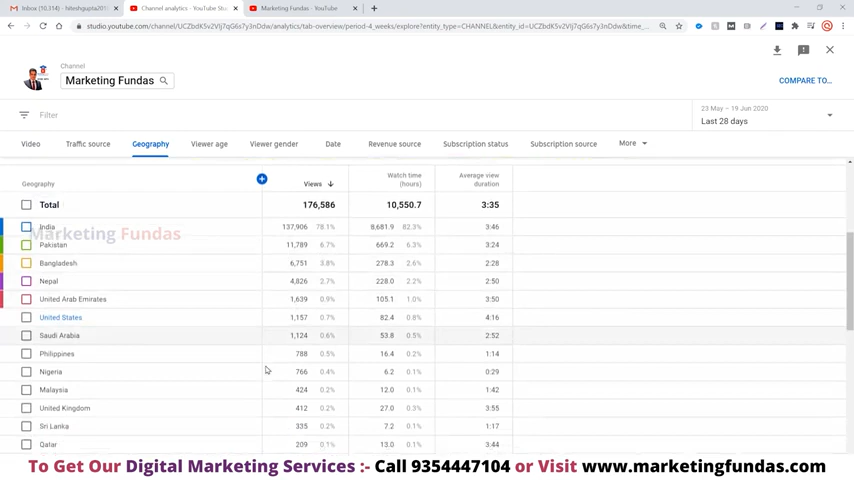 Inbox (10,314) - hiteshgupta2015@
Channel analytics - YouTube Stu
Marketing Fundas - YouTube
studio.youtube.com/channel/UCZbdK5v2Vlj7qG6s7y3nDdw/analytics/tab-overview/period-4_weeks/explore?entity_type=CHANNEL&entity_id=UCZbdK5v2Vlj7qG6s7y3nDdw&time_...
Channel
Marketing Fundas
COMPARE TO...
Filter
23 May – 19 Jun 2020
Last 28 days
Video Traffic source Geography Viewer age Viewer gender Date Revenue source Subscription status Subscription source More
Geography Views Watch time (hours) Average view duration
Total 176,586 10,550.7 3:35
India 137,906 78.1% 8,681.9 82.3% 3:46
Marketing Fundas
Pakistan 11,789 6.7% 669.2 6.3% 3:24
Bangladesh 6,751 3.8% 278.3 2.6% 2:28
Nepal 4,826 2.7% 228.0 2.2% 2:50
United Arab Emirates 1,639 0.9% 105.1 1.0% 3:50
United States 1,157 0.7% 82.4 0.8% 4:16
Saudi Arabia 1,124 0.6% 53.8 0.5% 2:52
Philippines 788 0.5% 16.4 0.2% 1:14
Nigeria 766 0.4% 6.2 0.1% 0:29
Malaysia 424 0.2% 12.0 0.1% 1:42
United Kingdom 412 0.2% 27.0 0.3% 3:55
Sri Lanka 335 0.2% 7.2 0.1% 1:17
Qatar 209 0.1% 13.0 0.1% 3:44
To Get Our Digital Marketing Services :- Call 9354447104 or Visit www.marketingfundas.com